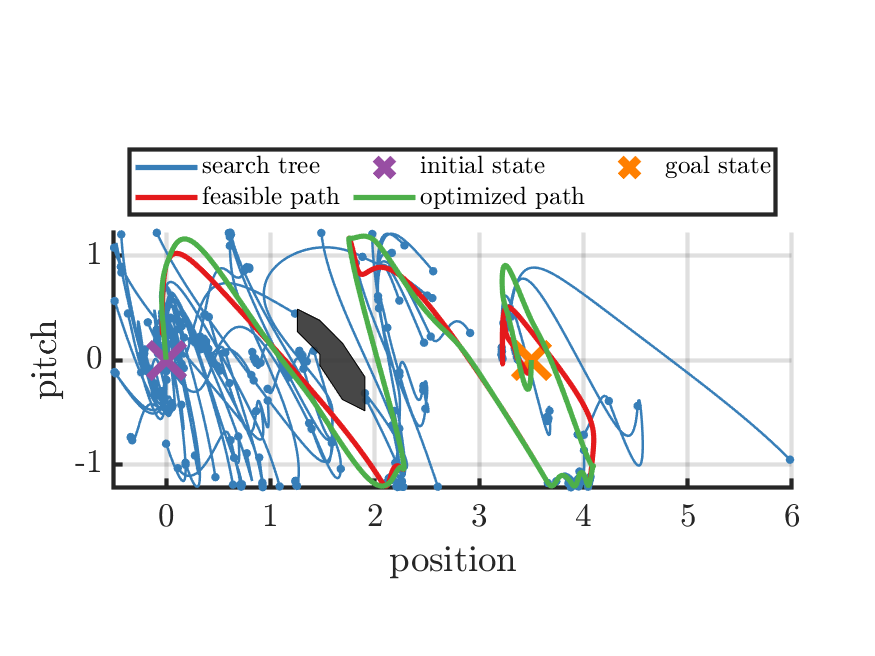 search tree initial state goal state
feasible path optimized path
1
0
-1
pitch
0 1 2 3 4 5 6
position